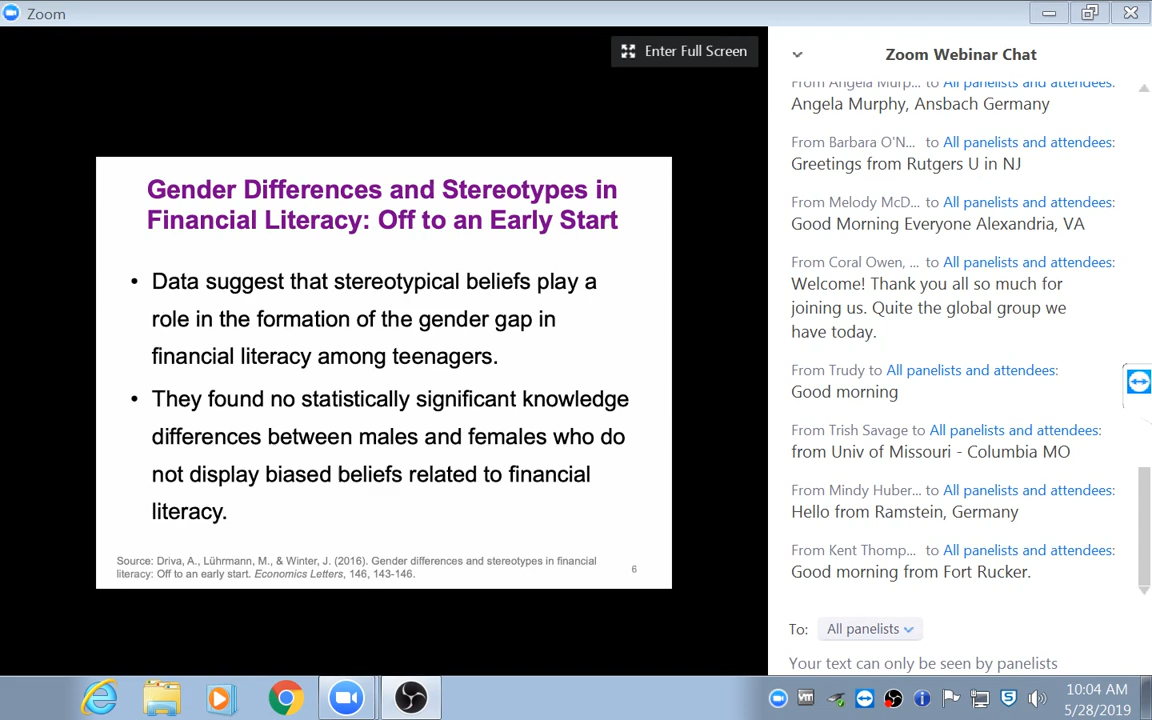 Zoom
Enter Full Screen
Gender Differences and Stereotypes in
Financial Literacy: Off to an Early Start
• Data suggest that stereotypical beliefs play a
role in the formation of the gender gap in
financial literacy among teenagers.
• They found no statistically significant knowledge
differences between males and females who do
not display biased beliefs related to financial
literacy.
Source: Driva, A., Lührmann, M., & Winter, J. (2016). Gender differences and stereotypes in financial
literacy: Off to an early start. Economics Letters, 146, 143-146.
6
Zoom Webinar Chat
From Angela Murp... to All panelists and attendees:
Angela Murphy, Ansbach Germany
From Barbara O'N... to All panelists and attendees:
Greetings from Rutgers U in NJ
From Melody McD... to All panelists and attendees:
Good Morning Everyone Alexandria, VA
From Coral Owen, ... to All panelists and attendees:
Welcome! Thank you all so much for
joining us. Quite the global group we
have today.
From Trudy to All panelists and attendees:
Good morning
From Trish Savage to All panelists and attendees:
from Univ of Missouri - Columbia MO
From Mindy Huber... to All panelists and attendees:
Hello from Ramstein, Germany
From Kent Thomp... to All panelists and attendees:
Good morning from Fort Rucker.
To: All panelists
Your text can only be seen by panelists
10:04 AM
5/28/2019